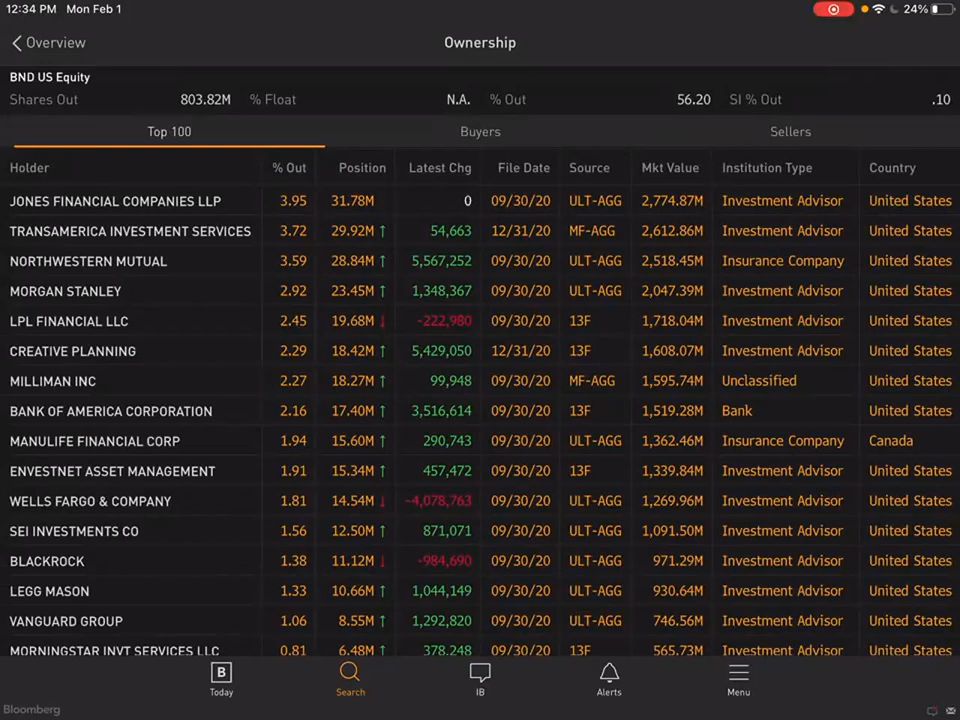 12:34 PM Mon Feb 1 24%
Overview Ownership
BND US Equity
Shares Out 803.82M % Float N.A. % Out 56.20 SI % Out .10
Top 100 Buyers Sellers
Holder % Out Position Latest Chg File Date Source Mkt Value Institution Type Country
JONES FINANCIAL COMPANIES LLP 3.95 31.78M 0 09/30/20 ULT-AGG 2,774.87M Investment Advisor United States
TRANSAMERICA INVESTMENT SERVICES 3.72 29.92M ↑ 54,663 12/31/20 MF-AGG 2,612.86M Investment Advisor United States
NORTHWESTERN MUTUAL 3.59 28.84M ↑ 5,567,252 09/30/20 ULT-AGG 2,518.45M Insurance Company United States
MORGAN STANLEY 2.92 23.45M ↑ 1,348,367 09/30/20 ULT-AGG 2,047.39M Investment Advisor United States
LPL FINANCIAL LLC 2.45 19.68M ↓ -222,980 09/30/20 13F 1,718.04M Investment Advisor United States
CREATIVE PLANNING 2.29 18.42M ↑ 5,429,050 12/31/20 13F 1,608.07M Investment Advisor United States
MILLIMAN INC 2.27 18.27M ↑ 99,948 09/30/20 MF-AGG 1,595.74M Unclassified United States
BANK OF AMERICA CORPORATION 2.16 17.40M ↑ 3,516,614 09/30/20 13F 1,519.28M Bank United States
MANULIFE FINANCIAL CORP 1.94 15.60M ↑ 290,743 09/30/20 ULT-AGG 1,362.46M Insurance Company Canada
ENVESTNET ASSET MANAGEMENT 1.91 15.34M ↑ 457,472 09/30/20 13F 1,339.84M Investment Advisor United States
WELLS FARGO & COMPANY 1.81 14.54M ↓ -4,078,763 09/30/20 ULT-AGG 1,269.96M Investment Advisor United States
SEI INVESTMENTS CO 1.56 12.50M ↑ 871,071 09/30/20 ULT-AGG 1,091.50M Investment Advisor United States
BLACKROCK 1.38 11.12M ↓ -984,690 09/30/20 ULT-AGG 971.29M Investment Advisor United States
LEGG MASON 1.33 10.66M ↑ 1,044,149 09/30/20 ULT-AGG 930.64M Investment Advisor United States
VANGUARD GROUP 1.06 8.55M ↑ 1,292,820 09/30/20 ULT-AGG 746.56M Investment Advisor United States
MORNINGSTAR INVT SERVICES LLC 0.81 6.48M ↑ 378,248 09/30/20 13F 565.73M Investment Advisor United States
B
Today Search IB Alerts Menu
Bloomberg